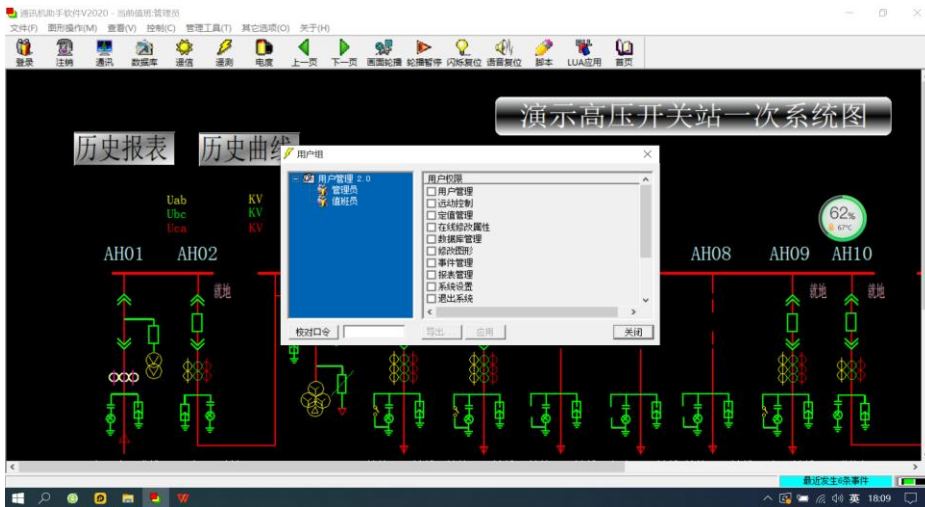 通讯机助手软件V2020 - 当前值班:管理员
文件(F) 图形操作(M) 查看(V) 控制(C) 管理工具(T) 其它选项(O) 关于(H)
登录 注销 通讯 数据库 遥信 遥测 电度 上一页 下一页 画面轮播 轮播暂停 闪烁复位 语音复位 脚本 LUA应用 首页
演示高压开关站一次系统图
历史报表 历史曲线
用户组
用户管理 2.0
管理员
值班员
用户权限
用户管理
远动控制
定值管理
在线修改属性
数据库管理
修改图形
事件管理
报表管理
系统设置
退出系统
校对口令 导出... 应用 关闭
Uab KV
Ubc KV
Uca KV
62%
67°C
AH01 AH02 AH08 AH09 AH10
就地 就地 就地
最近发生6条事件
英 18:09